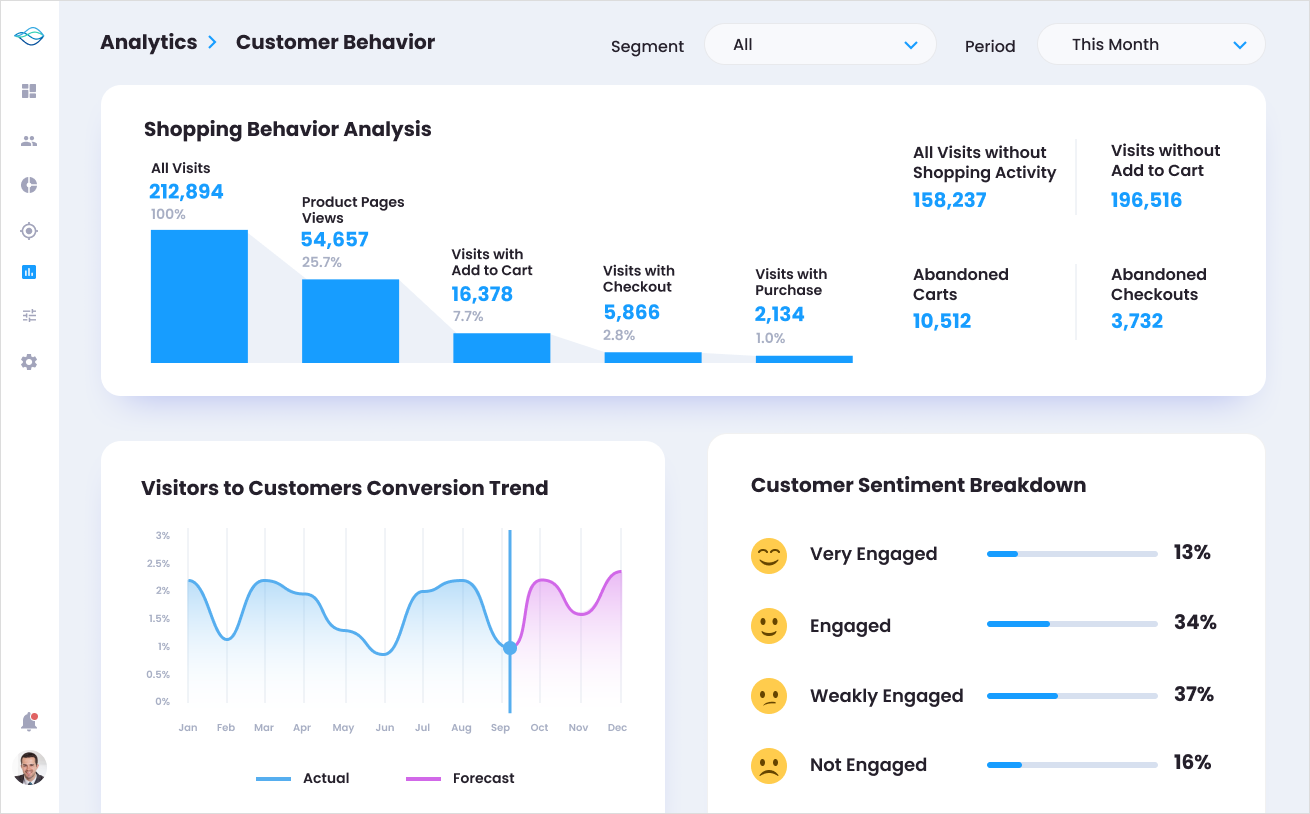 Analytics
Customer Behavior
Segment
All
Period
This Month
Shopping Behavior Analysis
All Visits
212,894
100%
Product Pages
Views
54,657
25.7%
Visits with
Add to Cart
16,378
7.7%
Visits with
Checkout
5,866
2.8%
Visits with
Purchase
2,134
1.0%
All Visits without
Shopping Activity
158,237
Visits without
Add to Cart
196,516
Abandoned
Carts
10,512
Abandoned
Checkouts
3,732
Visitors to Customers Conversion Trend
3%
2.5%
2%
1.5%
1%
0.5%
0%
Jan Feb Mar Apr May Jun Jul Aug Sep Oct Nov Dec
Actual
Forecast
Customer Sentiment Breakdown
Very Engaged 13%
Engaged 34%
Weakly Engaged 37%
Not Engaged 16%